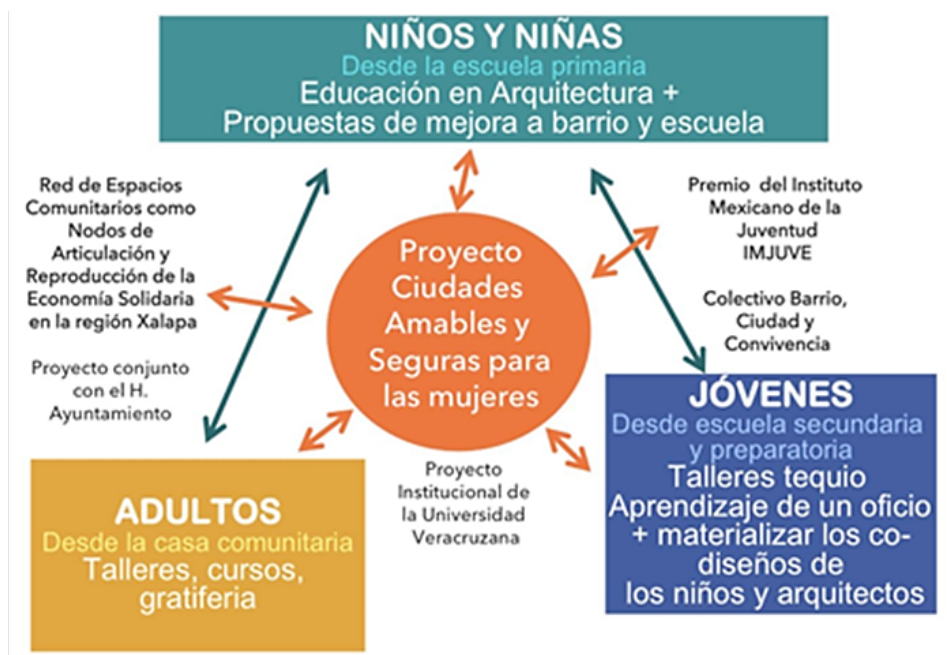 NIÑOS Y NIÑAS
Desde la escuela primaria
Educación en Arquitectura +
Propuestas de mejora a barrio y escuela
Red de Espacios
Comunitarios como
Nodos de
Articulación y
Reproducción de la
Economía Solidaria
en la región Xalapa
Proyecto conjunto
con el H.
Ayuntamiento
Proyecto
Ciudades
Amables y
Seguras para
las mujeres
Premio del Instituto
Mexicano de la
Juventud
IMJUVE
Colectivo Barrio,
Ciudad y
Convivencia
ADULTOS
Desde la casa comunitaria
Talleres, cursos,
gratiferia
Proyecto
Institucional de
la Universidad
Veracruzana
JÓVENES
Desde escuela secundaria
y preparatoria
Talleres tequio
Aprendizaje de un oficio
+ materializar los co-
diseños de
los niños y arquitectos